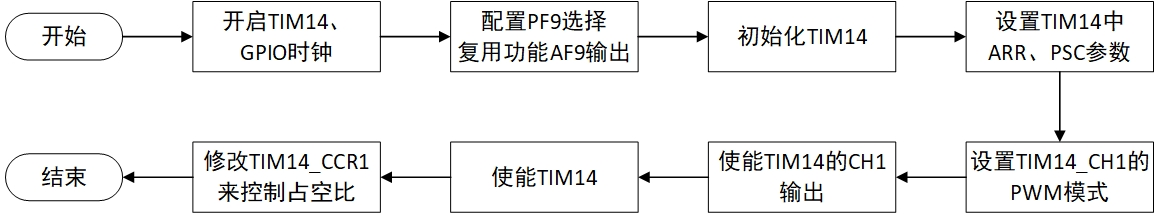 开始
开启TIM14、
GPIO时钟
配置PF9选择
复用功能AF9输出
初始化TIM14
设置TIM14中
ARR、PSC参数
设置TIM14_CH1的
PWM模式
使能TIM14的CH1
输出
使能TIM14
修改TIM14_CCR1
来控制占空比
结束